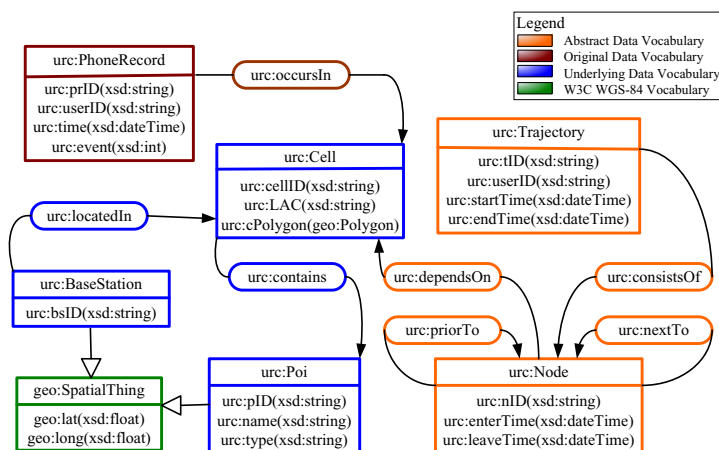 Legend
Abstract Data Vocabulary
Original Data Vocabulary
Underlying Data Vocabulary
W3C WGS-84 Vocabulary
urc:PhoneRecord
urc:prID(xsd:string)
urc:userID(xsd:string)
urc:time(xsd:dateTime)
urc:event(xsd:int)
urc:occursIn
urc:Cell
urc:cellID(xsd:string)
urc:LAC(xsd:string)
urc:cPolygon(geo:Polygon)
urc:Trajectory
urc:tID(xsd:string)
urc:userID(xsd:string)
urc:startTime(xsd:dateTime)
urc:endTime(xsd:dateTime)
urc:locatedIn
urc:contains
urc:dependsOn
urc:consistsOf
urc:BaseStation
urc:bsID(xsd:string)
urc:priorTo
urc:nextTo
geo:SpatialThing
geo:lat(xsd:float)
geo:long(xsd:float)
urc:Poi
urc:pID(xsd:string)
urc:name(xsd:string)
urc:type(xsd:string)
urc:Node
urc:nID(xsd:string)
urc:enterTime(xsd:dateTime)
urc:leaveTime(xsd:dateTime)